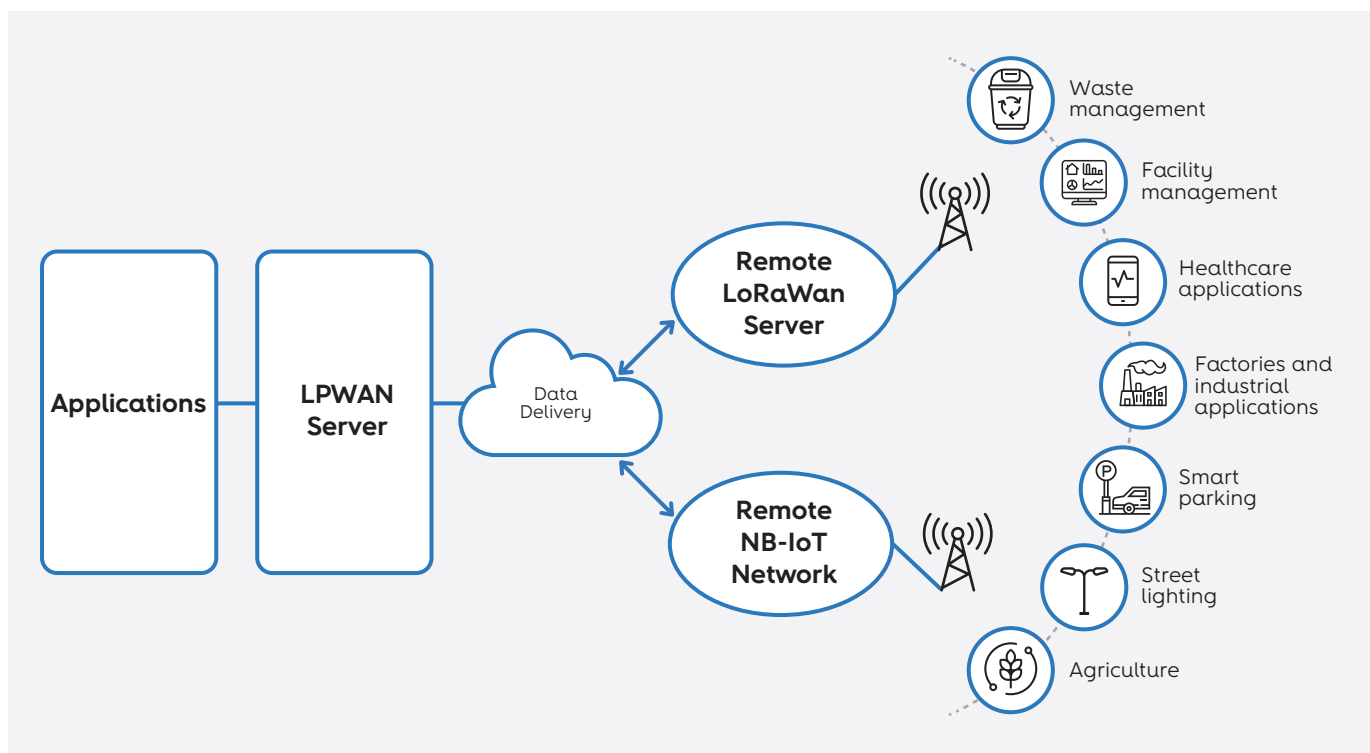 Applications
LPWAN
Server
Data
Delivery
Remote
LoRaWan
Server
Remote
NB-IoT
Network
Waste
management
Facility
management
Healthcare
applications
Factories and
industrial
applications
P
Smart
parking
Street
lighting
Agriculture